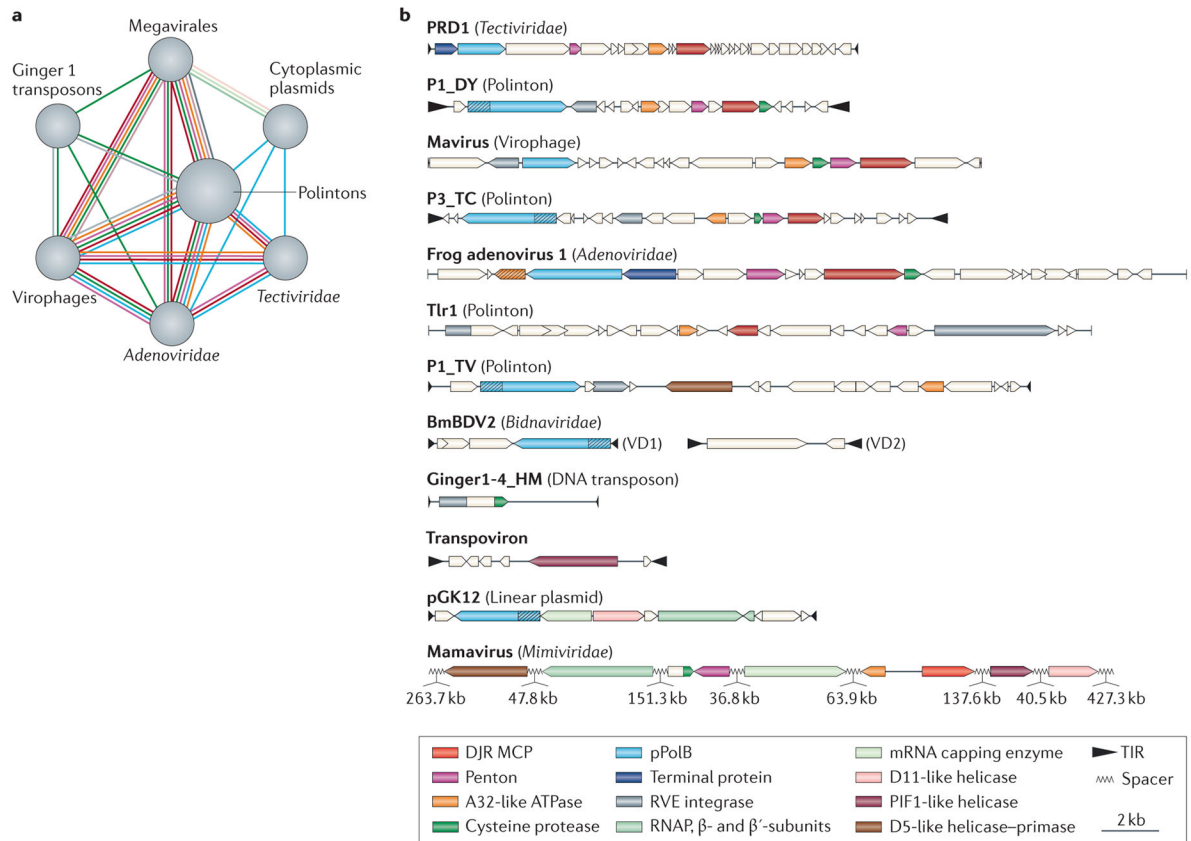 a
Megavirales
Ginger 1
transposons
Cytoplasmic
plasmids
Polintons
Virophages
Tectiviridae
Adenoviridae
b
PRD1 (Tectiviridae)
P1_DY (Polinton)
Mavirus (Virophage)
P3_TC (Polinton)
Frog adenovirus 1 (Adenoviridae)
Tlr1 (Polinton)
P1_TV (Polinton)
BmBDV2 (Bidnaviridae)
(VD1)
(VD2)
Ginger1-4_HM (DNA transposon)
Transpoviron
pGK12 (Linear plasmid)
Mamavirus (Mimiviridae)
263.7 kb 47.8 kb 151.3 kb 36.8 kb 63.9 kb 137.6 kb 40.5 kb 427.3 kb
DJR MCP pPolB mRNA capping enzyme TIR
Penton Terminal protein D11-like helicase Spacer
A32-like ATPase RVE integrase PIF1-like helicase
Cysteine protease RNAP, β- and β′-subunits D5-like helicase–primase 2 kb